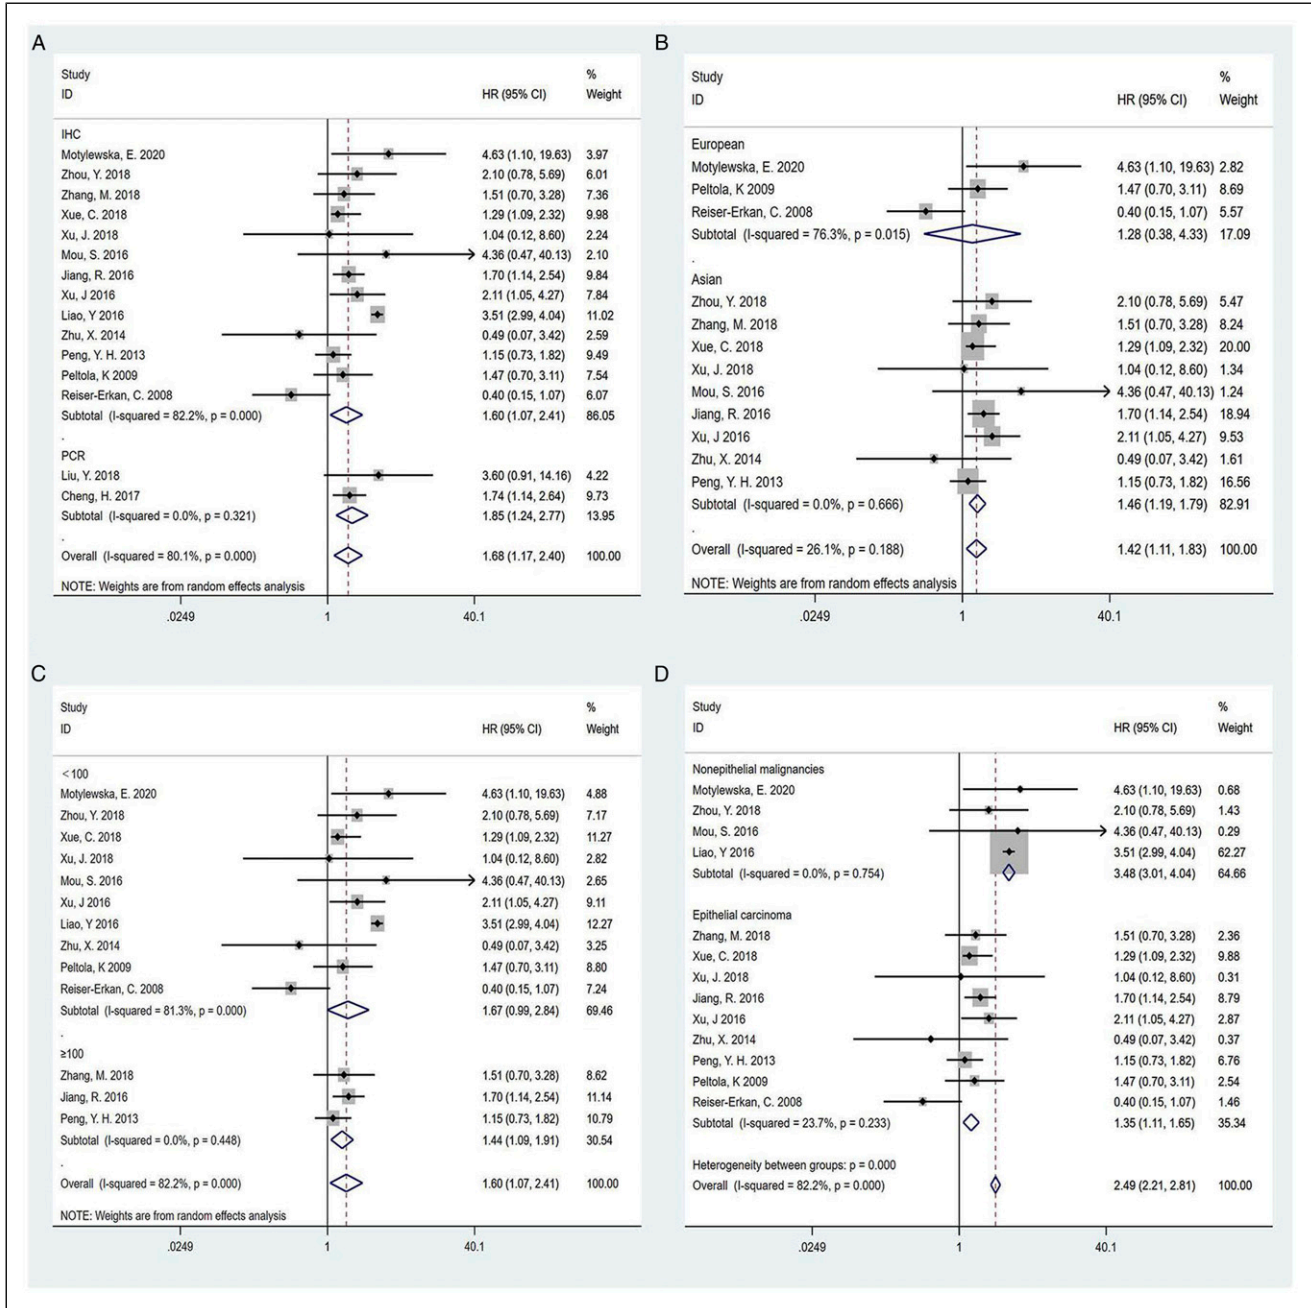 A
Study %
ID HR (95% CI) Weight
IHC
Motylewska, E. 2020 4.63 (1.10, 19.63) 3.97
Zhou, Y. 2018 2.10 (0.78, 5.69) 6.01
Zhang, M. 2018 1.51 (0.70, 3.28) 7.36
Xue, C. 2018 1.29 (1.09, 2.32) 9.98
Xu, J. 2018 1.04 (0.12, 8.60) 2.24
Mou, S. 2016 4.36 (0.47, 40.13) 2.10
Jiang, R. 2016 1.70 (1.14, 2.54) 9.84
Xu, J 2016 2.11 (1.05, 4.27) 7.84
Liao, Y 2016 3.51 (2.99, 4.04) 11.02
Zhu, X. 2014 0.49 (0.07, 3.42) 2.59
Peng, Y. H. 2013 1.15 (0.73, 1.82) 9.49
Peltola, K 2009 1.47 (0.70, 3.11) 7.54
Reiser-Erkan, C. 2008 0.40 (0.15, 1.07) 6.07
Subtotal (I-squared = 82.2%, p = 0.000) 1.60 (1.07, 2.41) 86.05
.
PCR
Liu, Y. 2018 3.60 (0.91, 14.16) 4.22
Cheng, H. 2017 1.74 (1.14, 2.64) 9.73
Subtotal (I-squared = 0.0%, p = 0.321) 1.85 (1.24, 2.77) 13.95
.
Overall (I-squared = 80.1%, p = 0.000) 1.68 (1.17, 2.40) 100.00
NOTE: Weights are from random effects analysis
.0249 1 40.1
B
Study %
ID HR (95% CI) Weight
European
Motylewska, E. 2020 4.63 (1.10, 19.63) 2.82
Peltola, K 2009 1.47 (0.70, 3.11) 8.69
Reiser-Erkan, C. 2008 0.40 (0.15, 1.07) 5.57
Subtotal (I-squared = 76.3%, p = 0.015) 1.28 (0.38, 4.33) 17.09
.
Asian
Zhou, Y. 2018 2.10 (0.78, 5.69) 5.47
Zhang, M. 2018 1.51 (0.70, 3.28) 8.24
Xue, C. 2018 1.29 (1.09, 2.32) 20.00
Xu, J. 2018 1.04 (0.12, 8.60) 1.34
Mou, S. 2016 4.36 (0.47, 40.13) 1.24
Jiang, R. 2016 1.70 (1.14, 2.54) 18.94
Xu, J 2016 2.11 (1.05, 4.27) 9.53
Zhu, X. 2014 0.49 (0.07, 3.42) 1.61
Peng, Y. H. 2013 1.15 (0.73, 1.82) 16.56
Subtotal (I-squared = 0.0%, p = 0.666) 1.46 (1.19, 1.79) 82.91
.
Overall (I-squared = 26.1%, p = 0.188) 1.42 (1.11, 1.83) 100.00
NOTE: Weights are from random effects analysis
.0249 1 40.1
C
Study %
ID HR (95% CI) Weight
<100
Motylewska, E. 2020 4.63 (1.10, 19.63) 4.88
Zhou, Y. 2018 2.10 (0.78, 5.69) 7.17
Xue, C. 2018 1.29 (1.09, 2.32) 11.27
Xu, J. 2018 1.04 (0.12, 8.60) 2.82
Mou, S. 2016 4.36 (0.47, 40.13) 2.65
Xu, J 2016 2.11 (1.05, 4.27) 9.11
Liao, Y 2016 3.51 (2.99, 4.04) 12.27
Zhu, X. 2014 0.49 (0.07, 3.42) 3.25
Peltola, K 2009 1.47 (0.70, 3.11) 8.80
Reiser-Erkan, C. 2008 0.40 (0.15, 1.07) 7.24
Subtotal (I-squared = 81.3%, p = 0.000) 1.67 (0.99, 2.84) 69.46
.
≥100
Zhang, M. 2018 1.51 (0.70, 3.28) 8.62
Jiang, R. 2016 1.70 (1.14, 2.54) 11.14
Peng, Y. H. 2013 1.15 (0.73, 1.82) 10.79
Subtotal (I-squared = 0.0%, p = 0.448) 1.44 (1.09, 1.91) 30.54
.
Overall (I-squared = 82.2%, p = 0.000) 1.60 (1.07, 2.41) 100.00
NOTE: Weights are from random effects analysis
.0249 1 40.1
D
Study %
ID HR (95% CI) Weight
Nonepithelial malignancies
Motylewska, E. 2020 4.63 (1.10, 19.63) 0.68
Zhou, Y. 2018 2.10 (0.78, 5.69) 1.43
Mou, S. 2016 4.36 (0.47, 40.13) 0.29
Liao, Y 2016 3.51 (2.99, 4.04) 62.27
Subtotal (I-squared = 0.0%, p = 0.754) 3.48 (3.01, 4.04) 64.66
Epithelial carcinoma
Zhang, M. 2018 1.51 (0.70, 3.28) 2.36
Xue, C. 2018 1.29 (1.09, 2.32) 9.88
Xu, J. 2018 1.04 (0.12, 8.60) 0.31
Jiang, R. 2016 1.70 (1.14, 2.54) 8.79
Xu, J 2016 2.11 (1.05, 4.27) 2.87
Zhu, X. 2014 0.49 (0.07, 3.42) 0.37
Peng, Y. H. 2013 1.15 (0.73, 1.82) 6.76
Peltola, K 2009 1.47 (0.70, 3.11) 2.54
Reiser-Erkan, C. 2008 0.40 (0.15, 1.07) 1.46
Subtotal (I-squared = 23.7%, p = 0.233) 1.35 (1.11, 1.65) 35.34
Heterogeneity between groups: p = 0.000
Overall (I-squared = 82.2%, p = 0.000) 2.49 (2.21, 2.81) 100.00
.0249 1 40.1